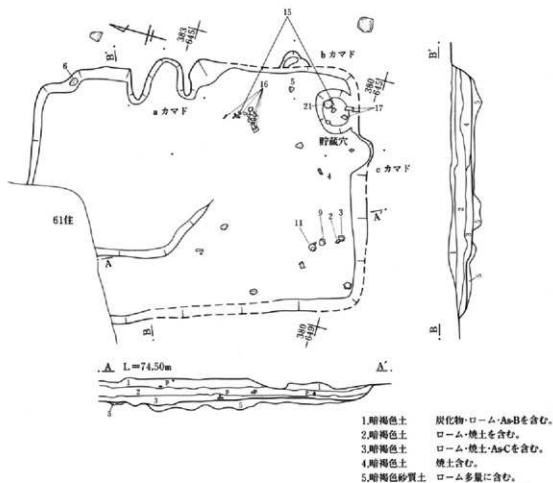 15
383
-645
B'
6
b カマド
5
16
a カマド
380
-645
21
17
貯蔵穴
c カマド
4
61住
A'
11
9
2
3
A
B
380
-649
A L=74.50m A'
1
2
3
5
B'
B
1.暗褐色土 炭化物・ローム・As-Bを含む。
2.暗褐色土 ローム・焼土を含む。
3.暗褐色土 ローム・焼土・As-Cを含む。
4.暗褐色土 焼土含む。
5.暗褐色砂質土 ローム多量に含む。